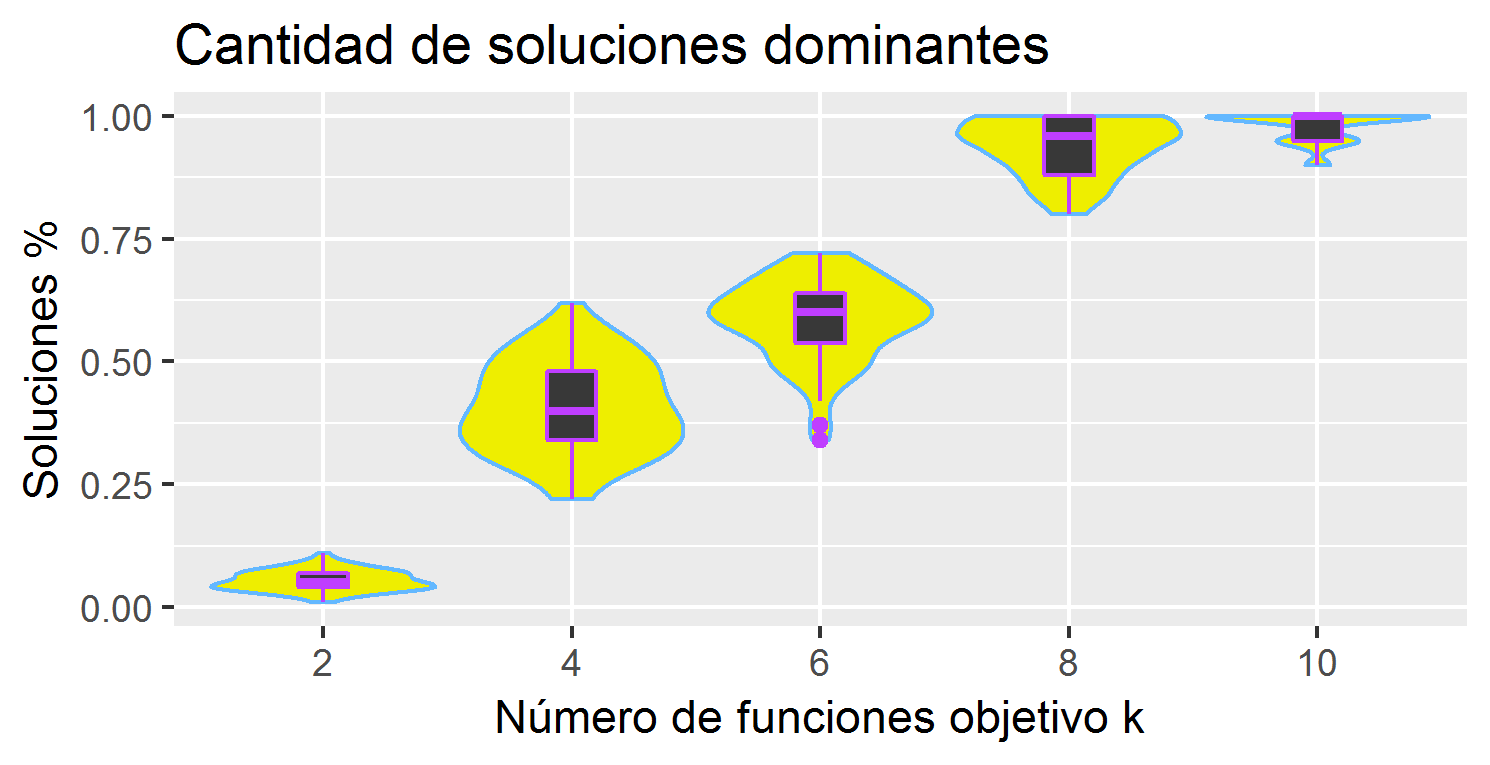 Cantidad de soluciones dominantes
Soluciones %
1.00
0.75
0.50
0.25
0.00
2 4 6 8 10
Número de funciones objetivo k